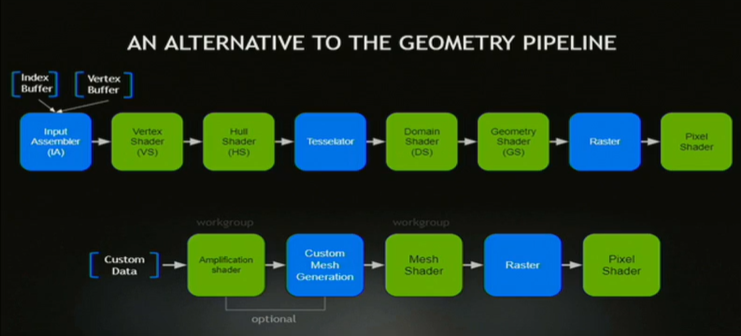 AN ALTERNATIVE TO THE GEOMETRY PIPELINE
Index
Buffer
Vertex
Buffer
Input
Assembler
(IA)
Vertex
Shader
(VS)
Hull
Shader
(HS)
Tesselator
Domain
Shader
(DS)
Geometry
Shader
(GS)
Raster
Pixel
Shader
workgroup
workgroup
Custom
Data
Amplification
shader
Custom
Mesh
Generation
Mesh
Shader
Raster
Pixel
Shader
optional